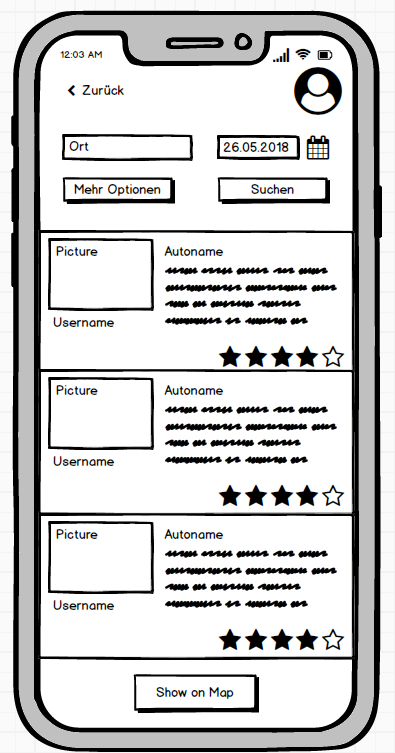 12:03 AM
Zurück
Ort
26.05.2018
Mehr Optionen
Suchen
Picture
Autoname
Username
Picture
Autoname
Username
Picture
Autoname
Username
Show on Map